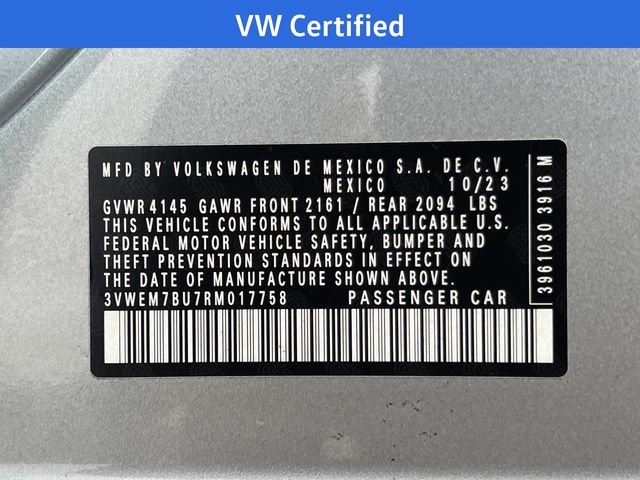 VW Certified
MFD BY VOLKSWAGEN DE MEXICO S.A. DE C.V.
MEXICO 10/23
GVWR 4145 GAWR FRONT 2161 / REAR 2094 LBS
THIS VEHICLE CONFORMS TO ALL APPLICABLE U.S.
FEDERAL MOTOR VEHICLE SAFETY, BUMPER AND
THEFT PREVENTION STANDARDS IN EFFECT ON
THE DATE OF MANUFACTURE SHOWN ABOVE.
3VWEM7BU7RM017758 PASSENGER CAR
3961030 3916 M